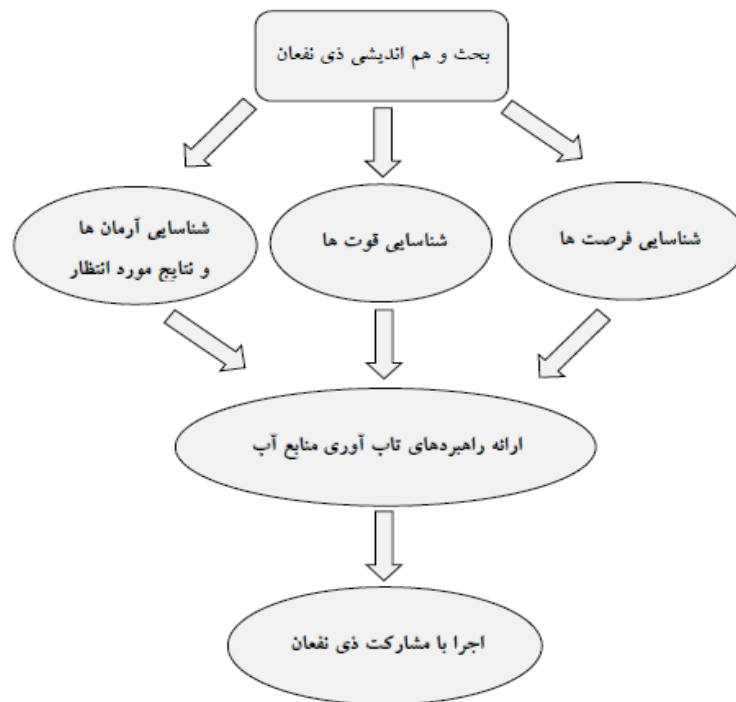 بحث و هم اندیشی ذی نفعان
شناسایی فرصت ها
شناسایی قوت ها
شناسایی آرمان ها
و نتایج مورد انتظار
ارائه راهبردهای تاب آوری منابع آب
اجرا با مشارکت ذی نفعان